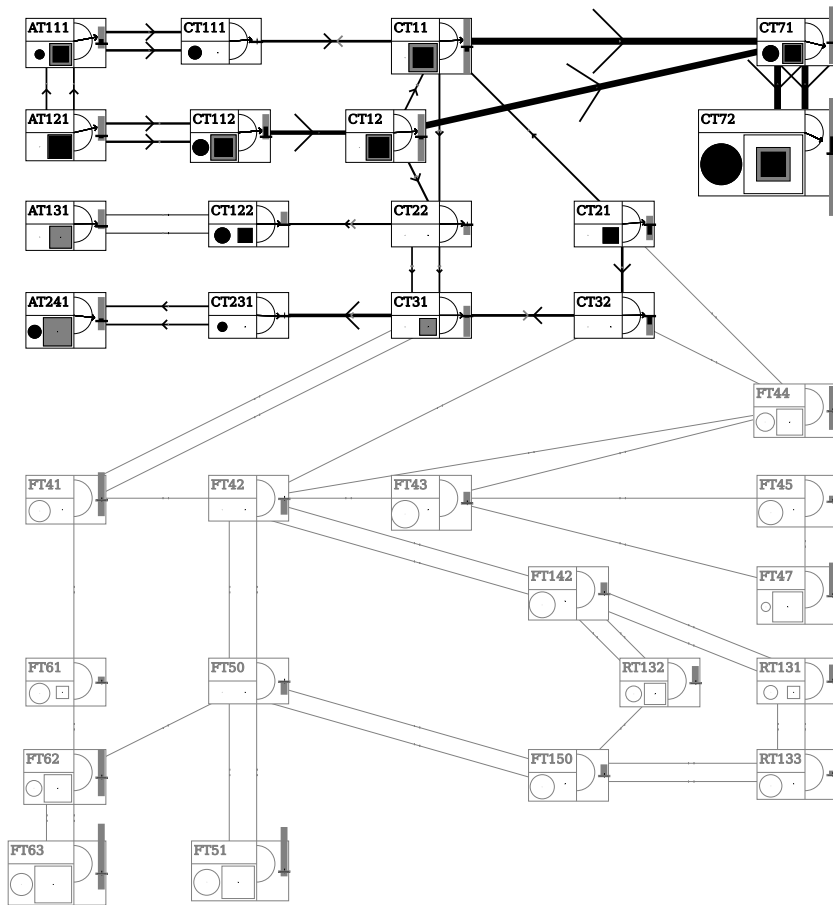 AT111 CT111 CT11 CT71
AT121 CT112 CT12 CT72
AT131 CT122 CT22 CT21
AT241 CT231 CT31 CT32
FT44
FT41 FT42 FT43 FT45
FT142 FT47
FT61 FT50 RT132 RT131
FT62 FT150 RT133
FT63 FT51